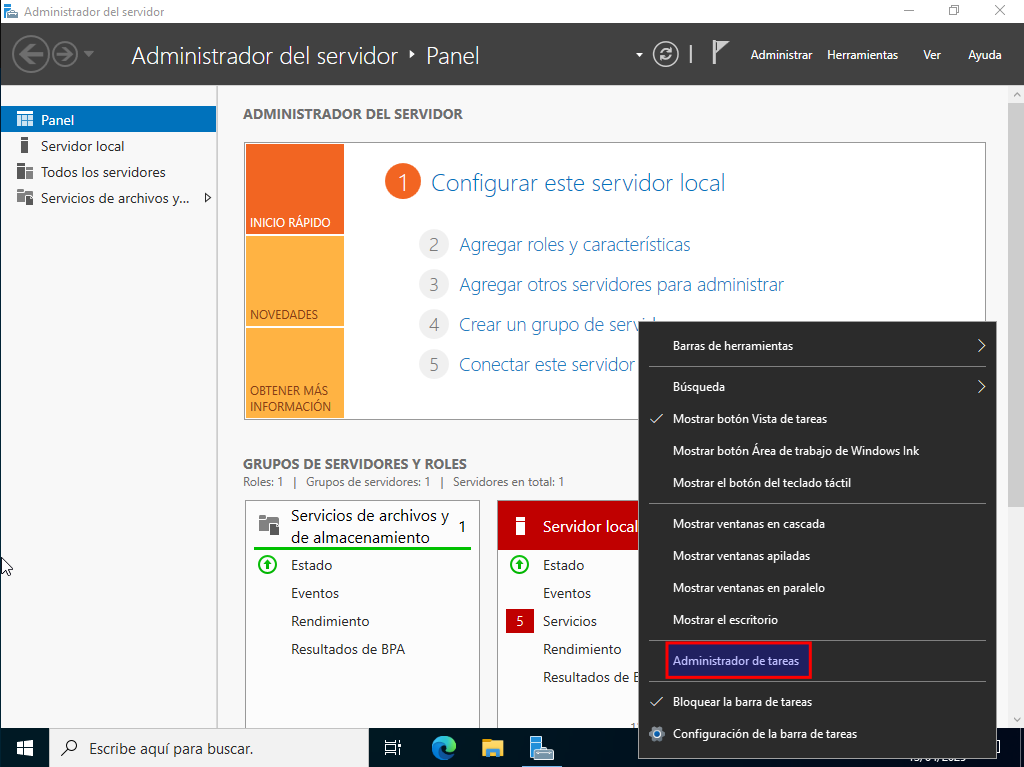 Administrador del servidor
Administrador del servidor
Panel
Administrar
Herramientas
Ver
Ayuda
Panel
Servidor local
Todos los servidores
Servicios de archivos y...
ADMINISTRADOR DEL SERVIDOR
INICIO RÁPIDO
NOVEDADES
OBTENER MÁS
INFORMACIÓN
1 Configurar este servidor local
2 Agregar roles y características
3 Agregar otros servidores para administrar
4 Crear un grupo de
5 Conectar este servidor
GRUPOS DE SERVIDORES Y ROLES
Roles: 1 | Grupos de servidores: 1 | Servidores en total: 1
Servicios de archivos y
de almacenamiento
1
Estado
Eventos
Rendimiento
Resultados de BPA
Servidor local
Estado
Eventos
5 Servicios
Rendimiento
Resultados de
Barras de herramientas
Búsqueda
Mostrar botón Vista de tareas
Mostrar botón Área de trabajo de Windows Ink
Mostrar el botón del teclado táctil
Mostrar ventanas en cascada
Mostrar ventanas apiladas
Mostrar ventanas en paralelo
Mostrar el escritorio
Administrador de tareas
Bloquear la barra de tareas
Configuración de la barra de tareas
Escribe aquí para buscar.